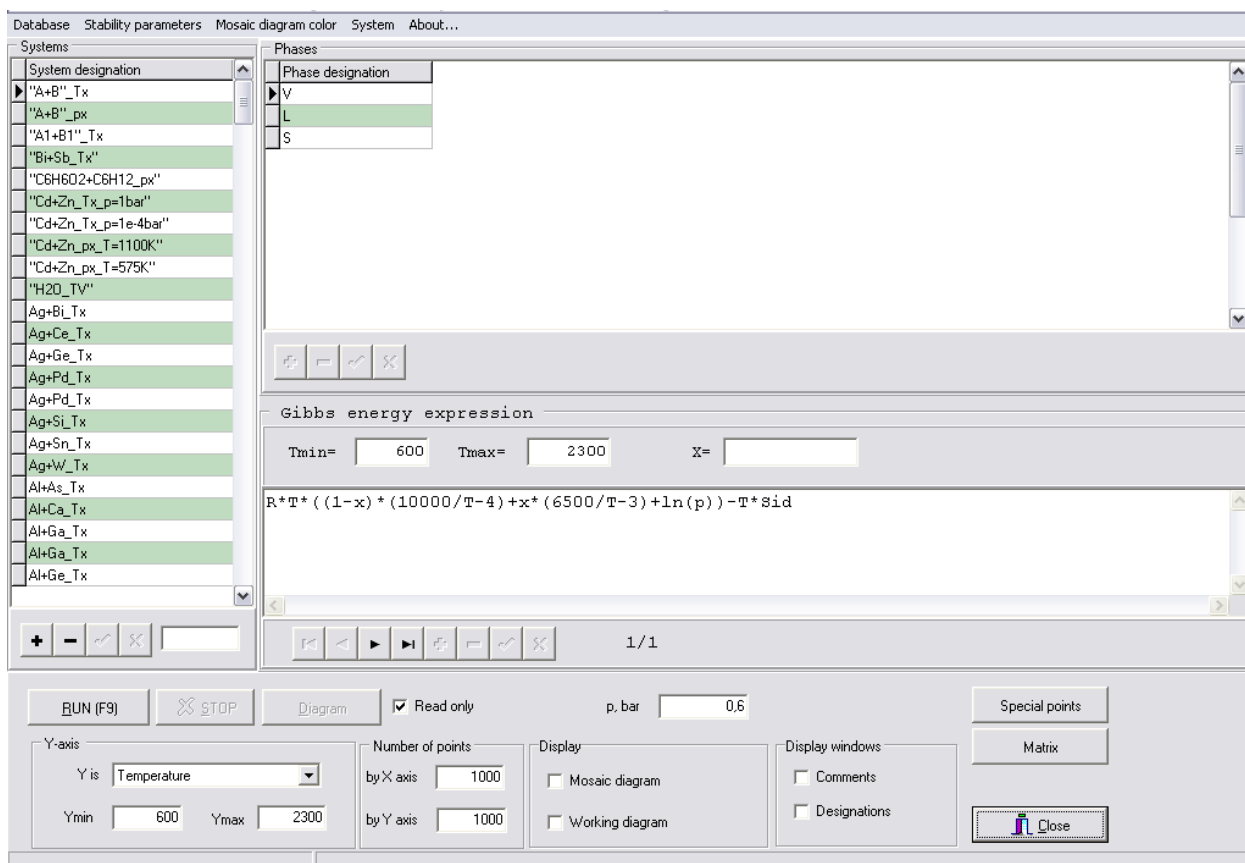 Database Stability parameters Mosaic diagram color System About...
Systems
System designation
"A+B"_Tx
"A+B"_px
"A1+B1"_Tx
"Bi+Sb_Tx"
"C6H6O2+C6H12_px"
"Cd+Zn_Tx_p=1bar"
"Cd+Zn_Tx_p=1e-4bar"
"Cd+Zn_px_T=1100K"
"Cd+Zn_px_T=575K"
"H2O_TV"
Ag+Bi_Tx
Ag+Ce_Tx
Ag+Ge_Tx
Ag+Pd_Tx
Ag+Pd_Tx
Ag+Si_Tx
Ag+Sn_Tx
Ag+W_Tx
Al+As_Tx
Al+Ca_Tx
Al+Ga_Tx
Al+Ga_Tx
Al+Ge_Tx
Phases
Phase designation
V
L
S
Gibbs energy expression
Tmin= 600 Tmax= 2300 X=
R*T*((1-x)*(10000/T-4)+x*(6500/T-3)+ln(p))-T*Sid
1/1
RUN (F9) STOP Diagram Read only p, bar 0,6 Special points
Matrix
Y-axis
Y is Temperature
Ymin 600 Ymax 2300
Number of points
by X axis 1000
by Y axis 1000
Display
Mosaic diagram
Working diagram
Display windows
Comments
Designations
Close